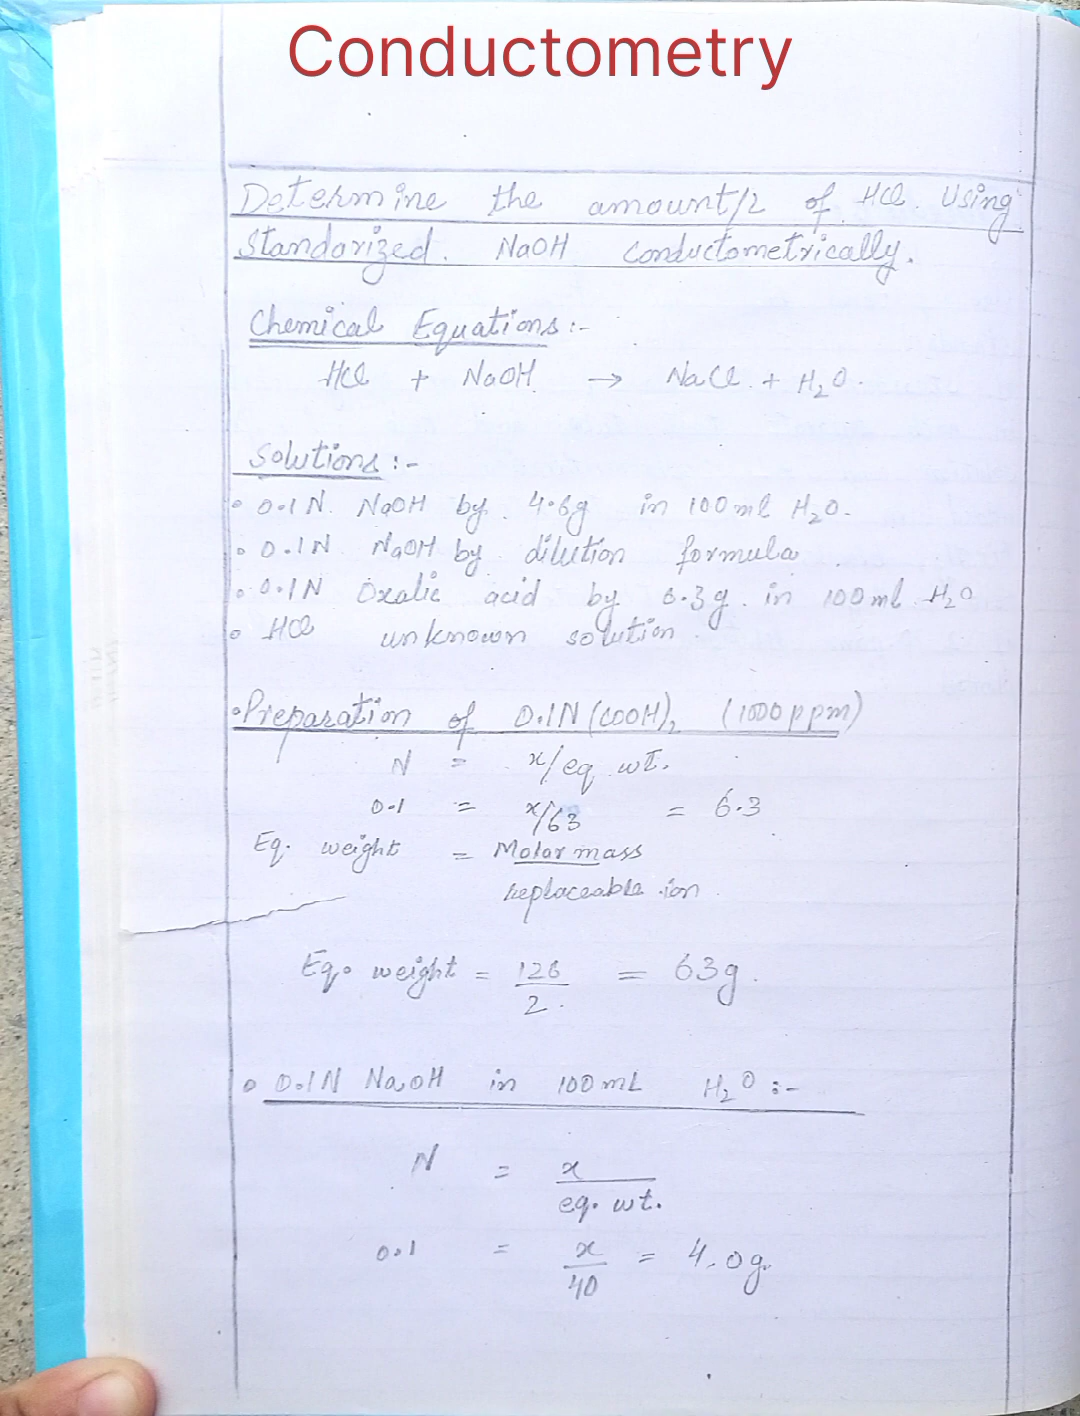 Conductometry
Determine the amount/L of HCl. Using
Standarized. NaOH conductometrically.
Chemical Equations :-
HCl + NaOH → NaCl + H₂O.
Solutions :-
• 0.1N NaOH by 4.6g in 100ml H₂O.
• 0.1N NaOH by dilution formula
• 0.1N Oxalic acid by 6.3g in 100ml H₂O
• HCl unknown solution.
• Preparation of 0.1N (COOH)₂ (1000ppm)
N = x/eq wt.
0.1 = x/63 = 6.3
Eq. weight = Molar mass
replaceable ion
Eq. weight = 126/2 = 63g.
• 0.1N NaOH in 100mL H₂O :-
N = x/eq. wt.
0.1 = x/40 = 4.0g.